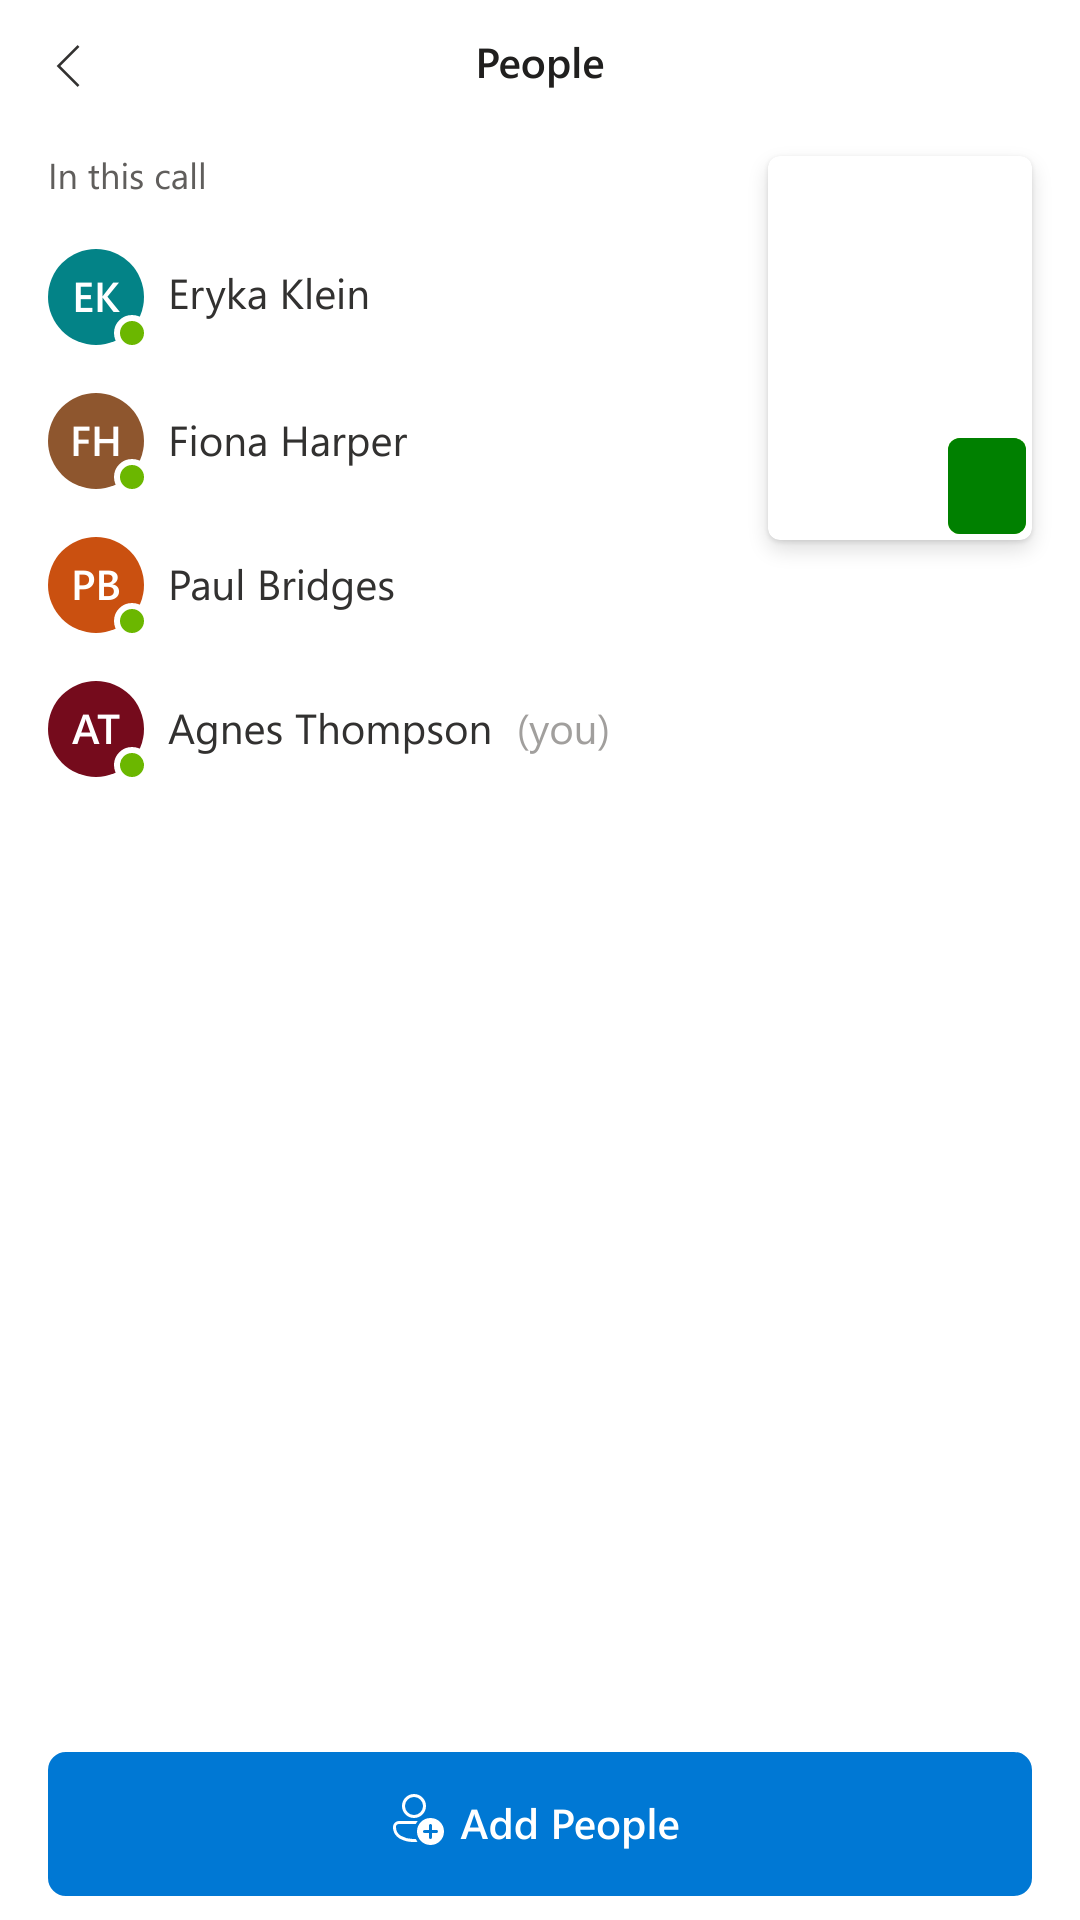 People
In this call
EK Eryka Klein
FH Fiona Harper
PB Paul Bridges
AT Agnes Thompson (you)
Add People